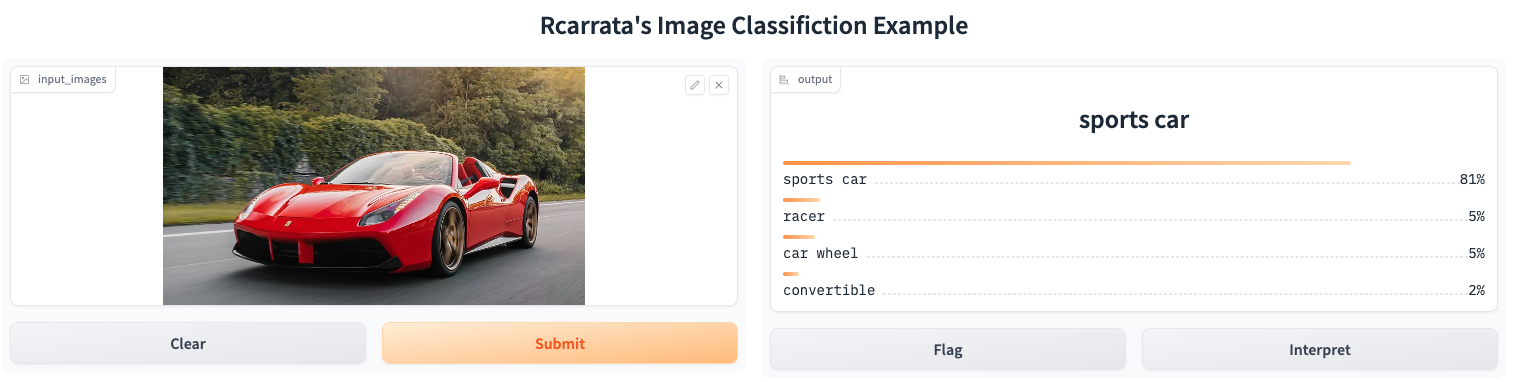 Rcarrata's Image Classifiction Example
input_images
Clear
Submit
output
sports car
sports car 81%
racer 5%
car wheel 5%
convertible 2%
Flag
Interpret